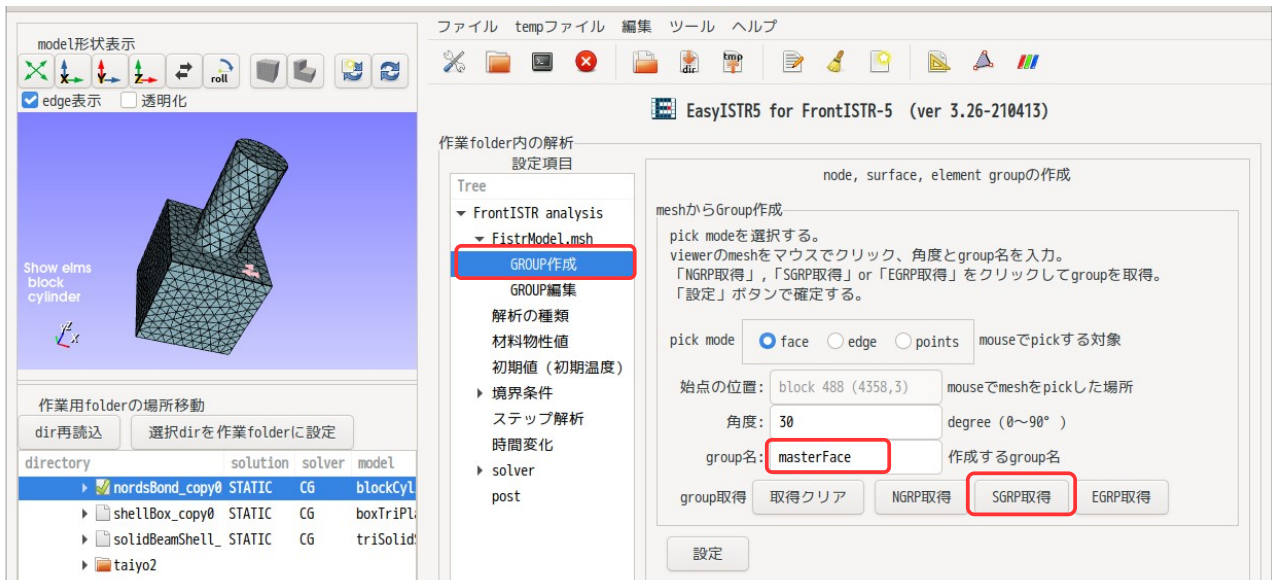 model形状表示
X
Y
Z
roll
edge表示
透明化
Show elms
block
cylinder
YZ
X
作業用folderの場所移動
dir再読込
選択dirを作業folderに設定
directory solution solver model
nordsBond_copy0 STATIC CG blockCyl
shellBox_copy0 STATIC CG boxTriPl
solidBeamShell_ STATIC CG triSolid
taiyo2
ファイル tempファイル 編集 ツール ヘルプ
dir
tmp
EasyISTR5 for FrontISTR-5 (ver 3.26-210413)
作業folder内の解析
設定項目
Tree
FrontISTR analysis
FistrModel.msh
GROUP作成
GROUP編集
解析の種類
材料物性値
初期値（初期温度）
境界条件
ステップ解析
時間変化
solver
post
node, surface, element groupの作成
meshからGroup作成
pick modeを選択する。
viewerのmeshをマウスでクリック、角度とgroup名を入力。
「NGRP取得」,「SGRP取得」or「EGRP取得」をクリックしてgroupを取得。
「設定」ボタンで確定する。
pick mode face edge points mouseでpickする対象
始点の位置: block 488 (4358,3) mouseでmeshをpickした場所
角度: 30 degree (0～90° )
group名: masterFace 作成するgroup名
group取得 取得クリア NGRP取得 SGRP取得 EGRP取得
設定